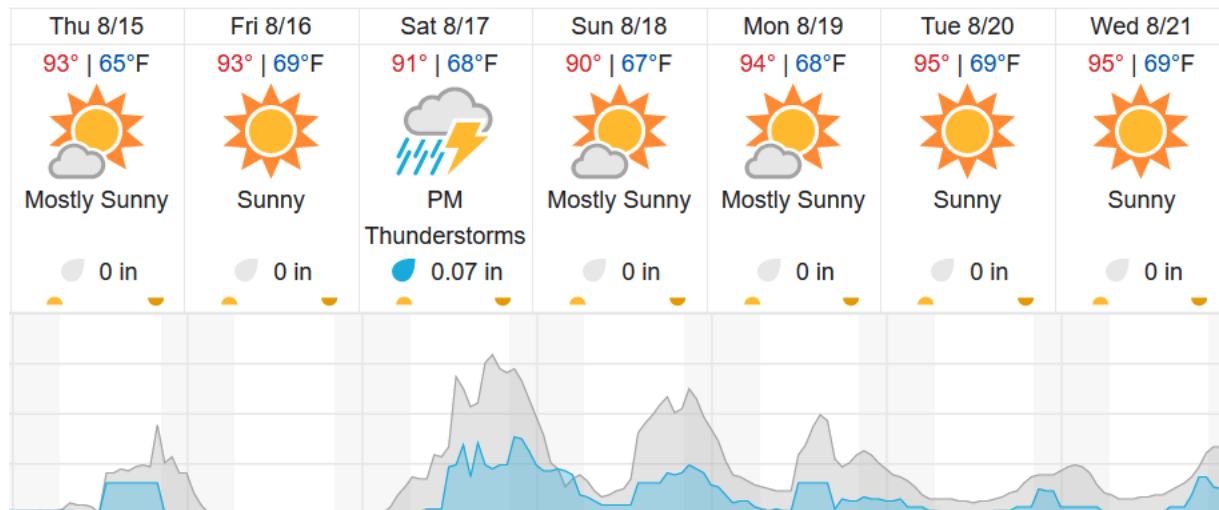 Thu 8/15 Fri 8/16 Sat 8/17 Sun 8/18 Mon 8/19 Tue 8/20 Wed 8/21
93° | 65°F 93° | 69°F 91° | 68°F 90° | 67°F 94° | 68°F 95° | 69°F 95° | 69°F
Mostly Sunny Sunny PM Mostly Sunny Mostly Sunny Sunny Sunny
Thunderstorms
0 in 0 in 0.07 in 0 in 0 in 0 in 0 in